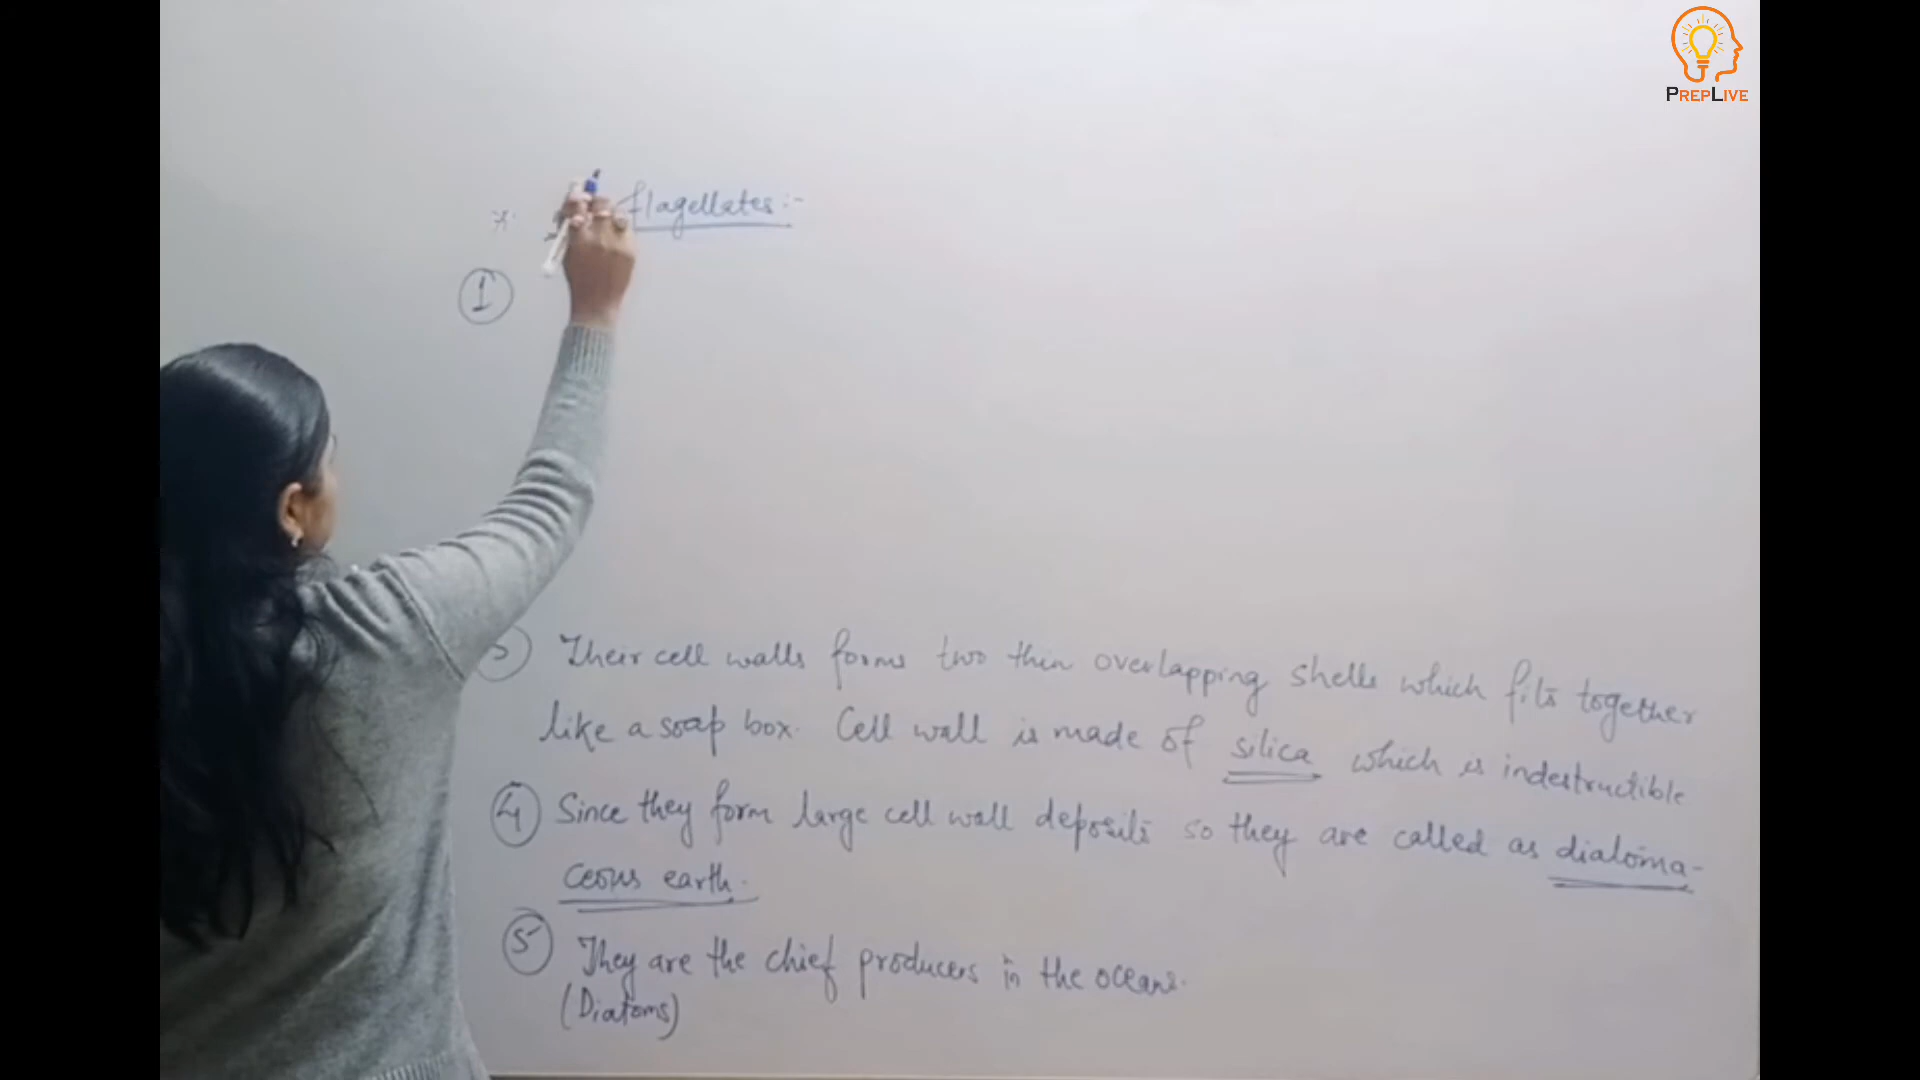 PREPLIVE
flagellates:-
①
③ Their cell walls forms two thin overlapping shells which fits together
like a soap box. Cell wall is made of silica which is indestructible
④ Since they form large cell wall deposits so they are called as diatoma-
ceous earth.
⑤ They are the chief producers in the oceans.
(Diatoms)